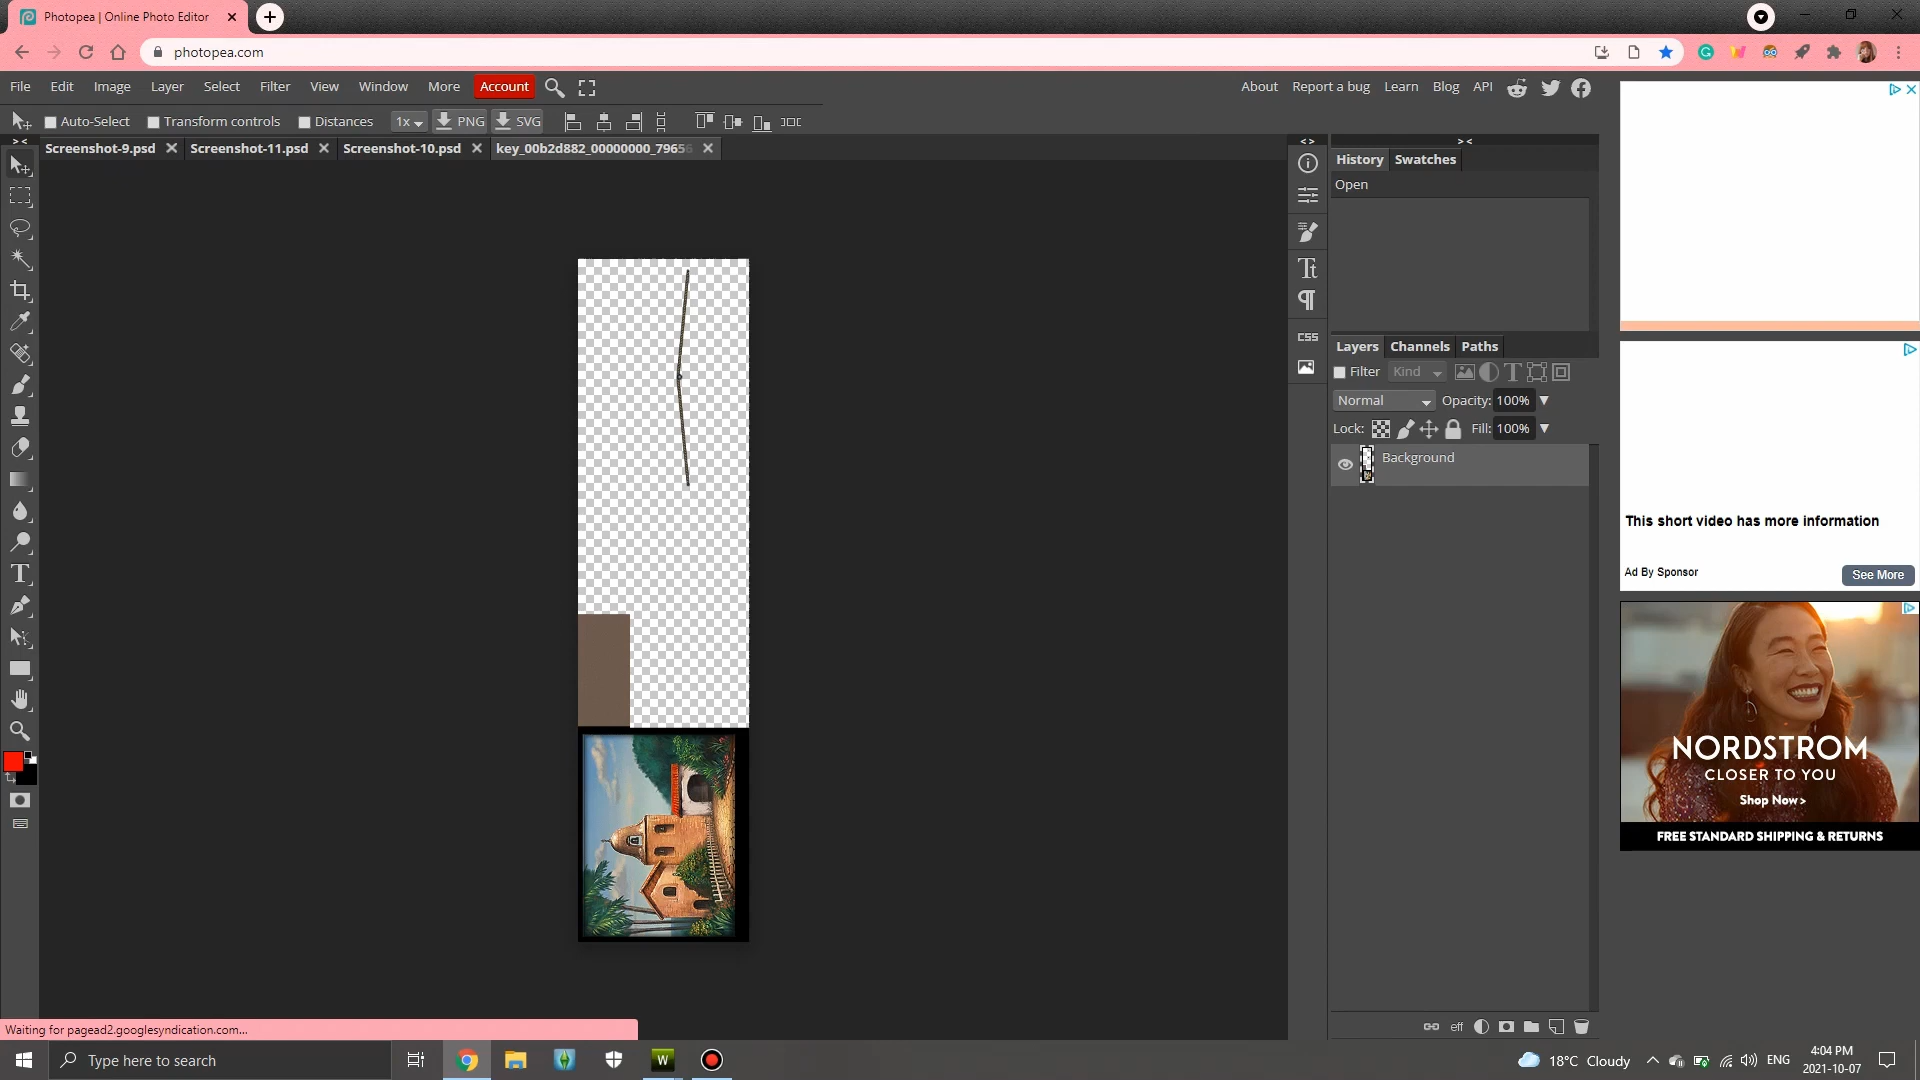 Photopea | Online Photo Editor
photopea.com
File Edit Image Layer Select Filter View Window More Account
About Report a bug Learn Blog API
Auto-Select Transform controls Distances 1x PNG SVG
Screenshot-9.psd Screenshot-11.psd Screenshot-10.psd key_00b2d882_00000000_7965
History Swatches
Open
CSS
Layers Channels Paths
Filter Kind
Normal Opacity: 100%
Lock: Fill: 100%
Background
eff
This short video has more information
Ad By Sponsor
See More
NORDSTROM
CLOSER TO YOU
Shop Now >
FREE STANDARD SHIPPING & RETURNS
Waiting for pagead2.googlesyndication.com...
Type here to search
W
18°C Cloudy
ENG
4:04 PM
2021-10-07